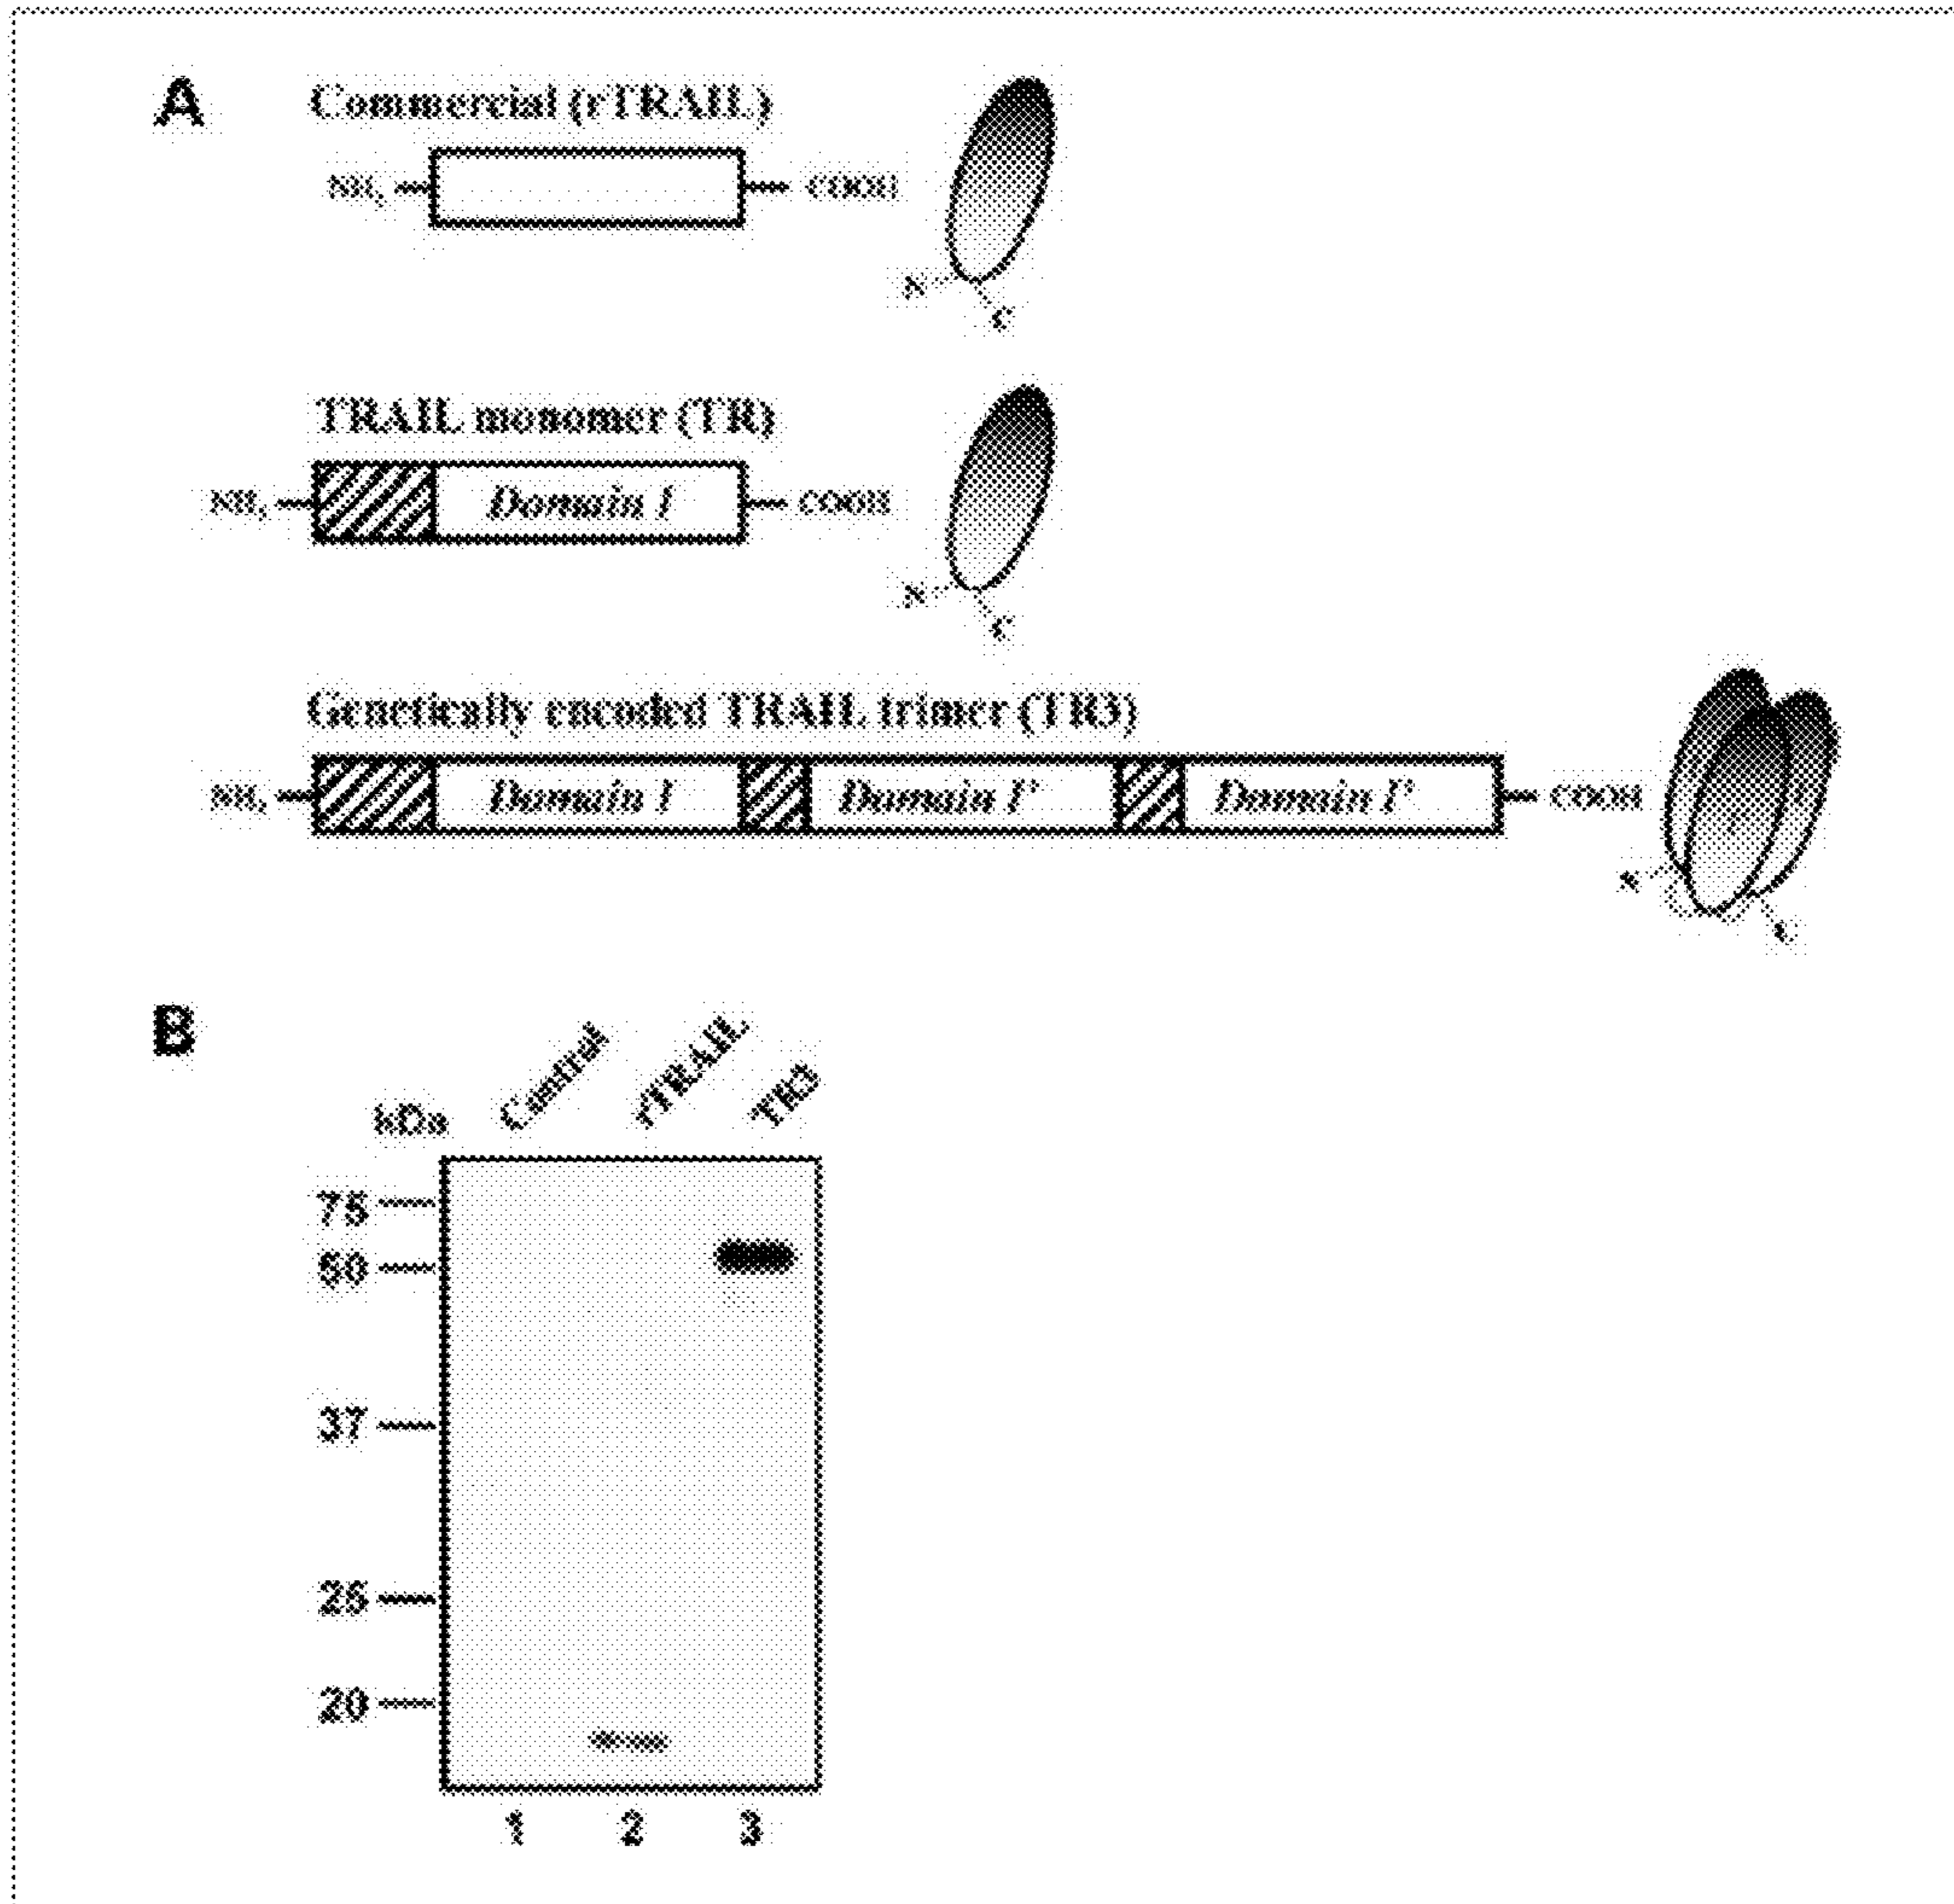 A
Commercial (rTRAIL)
NH₂ COOH
N
C
TRAIL monomer (TR)
NH₂ Domain I COOH
N
C
Genetically encoded TRAIL trimer (TR3)
NH₂ Domain I Domain I' Domain I' COOH
N
C
B
kDa Control rTRAIL TR3
75
50
37
25
20
1 2 3